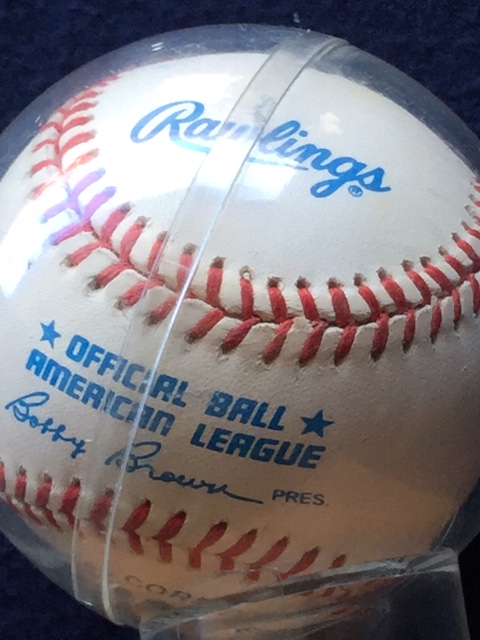 Rawlings®
★ OFFICIAL BALL ★
AMERICAN LEAGUE
Bobby Brown PRES.